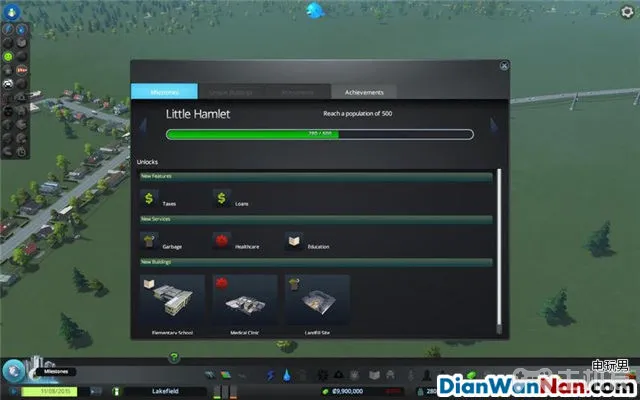 Milestones
Unique Buildings
Monuments
Achievements
Little Hamlet
Reach a population of 500
280 / 500
Unlocks
New Features
Taxes
Loans
New Services
Garbage
Healthcare
Education
New Buildings
Elementary School
Medical Clinic
Landfill Site
Milestones
11/08/2015
Lakefield
₡9,900,000
280
电玩男
DianWanNan.com